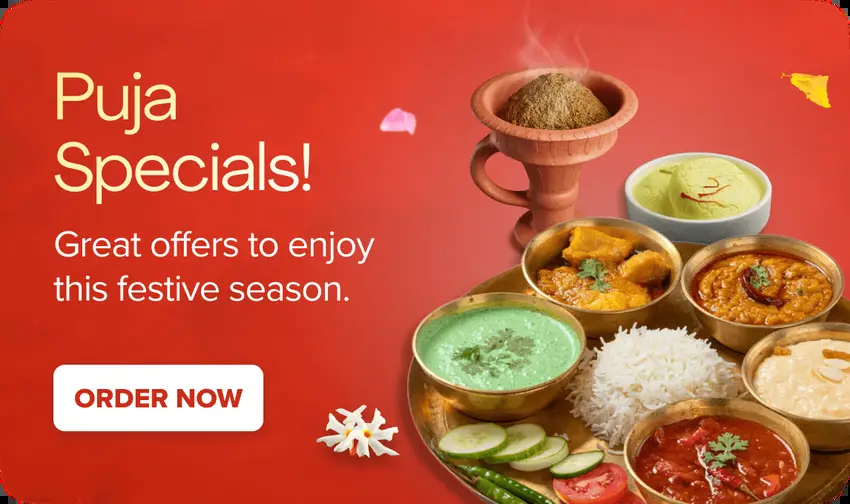 Puja
Specials!
Great offers to enjoy
this festive season.
ORDER NOW